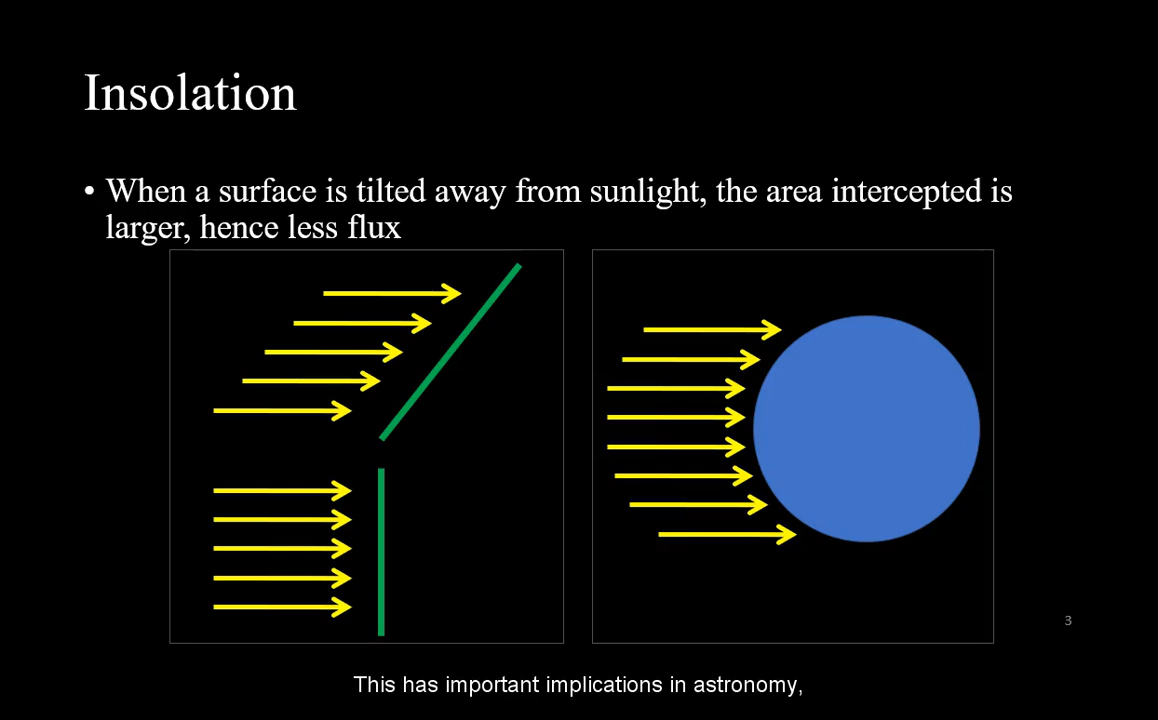 Insolation
• When a surface is tilted away from sunlight, the area intercepted is
larger, hence less flux
3
This has important implications in astronomy,